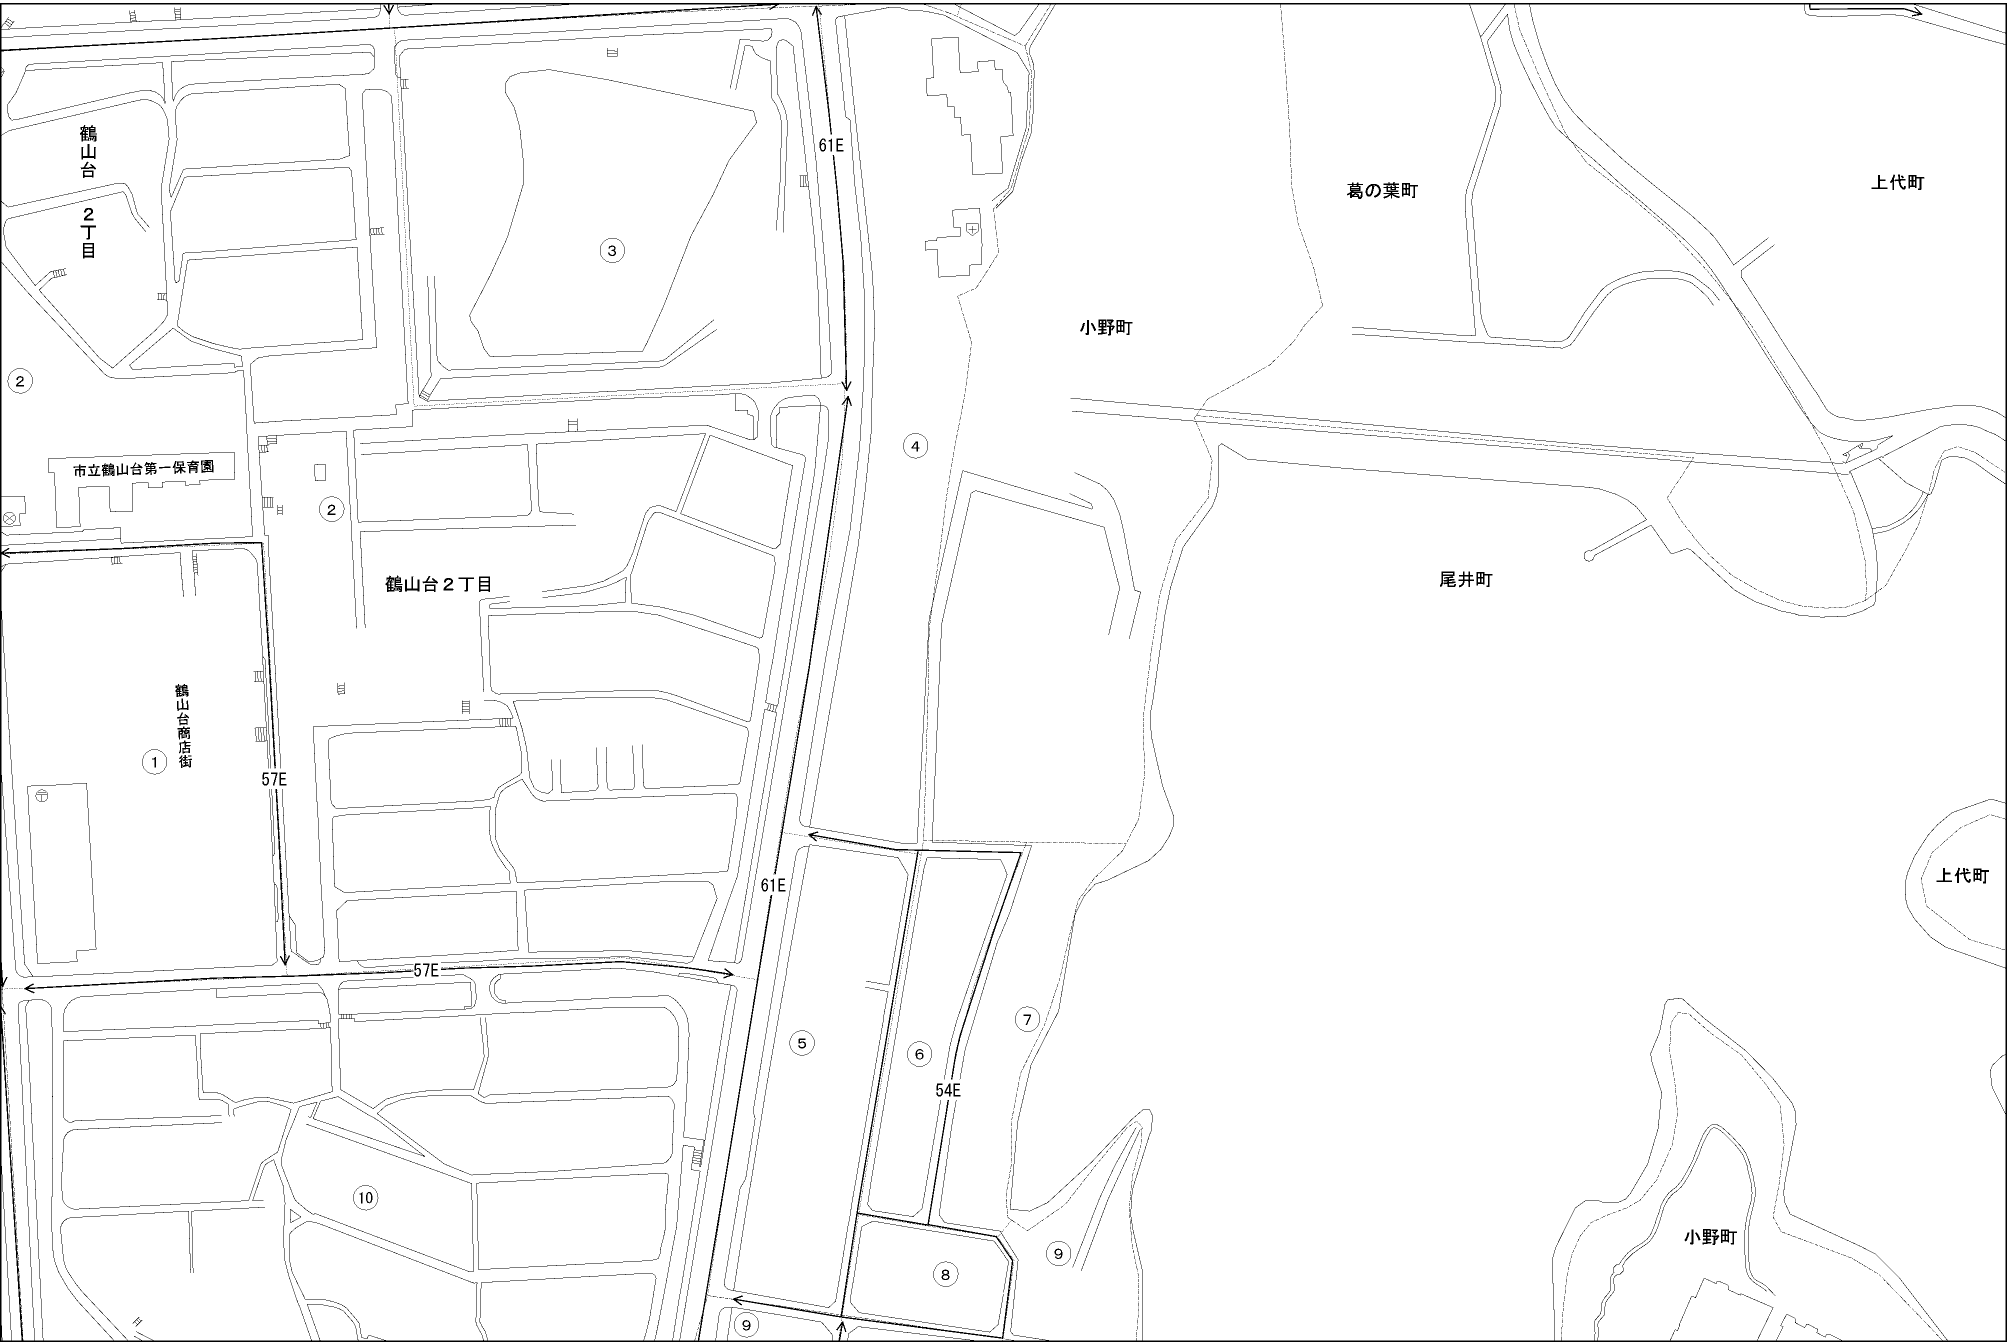 61E
鶴山台　２丁目
葛の葉町
上代町
③
小野町
②
④
市立鶴山台第一保育園
②
鶴山台２丁目
尾井町
鶴山台商店街
①
57E
61E
上代町
57E
⑤
⑥
⑦
54E
⑩
⑧
⑨
小野町
⑨